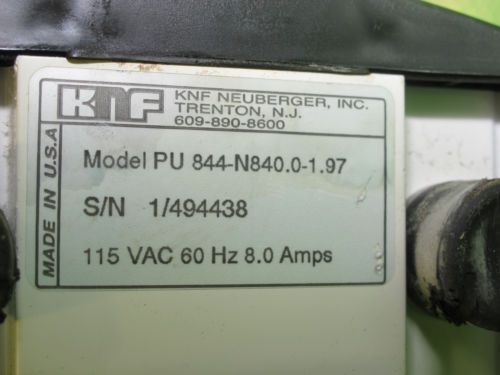 KNF
KNF NEUBERGER, INC.
TRENTON, N.J.
609-890-8600
MADE IN U.S.A
Model PU 844-N840.0-1.97
S/N 1/494438
115 VAC 60 Hz 8.0 Amps